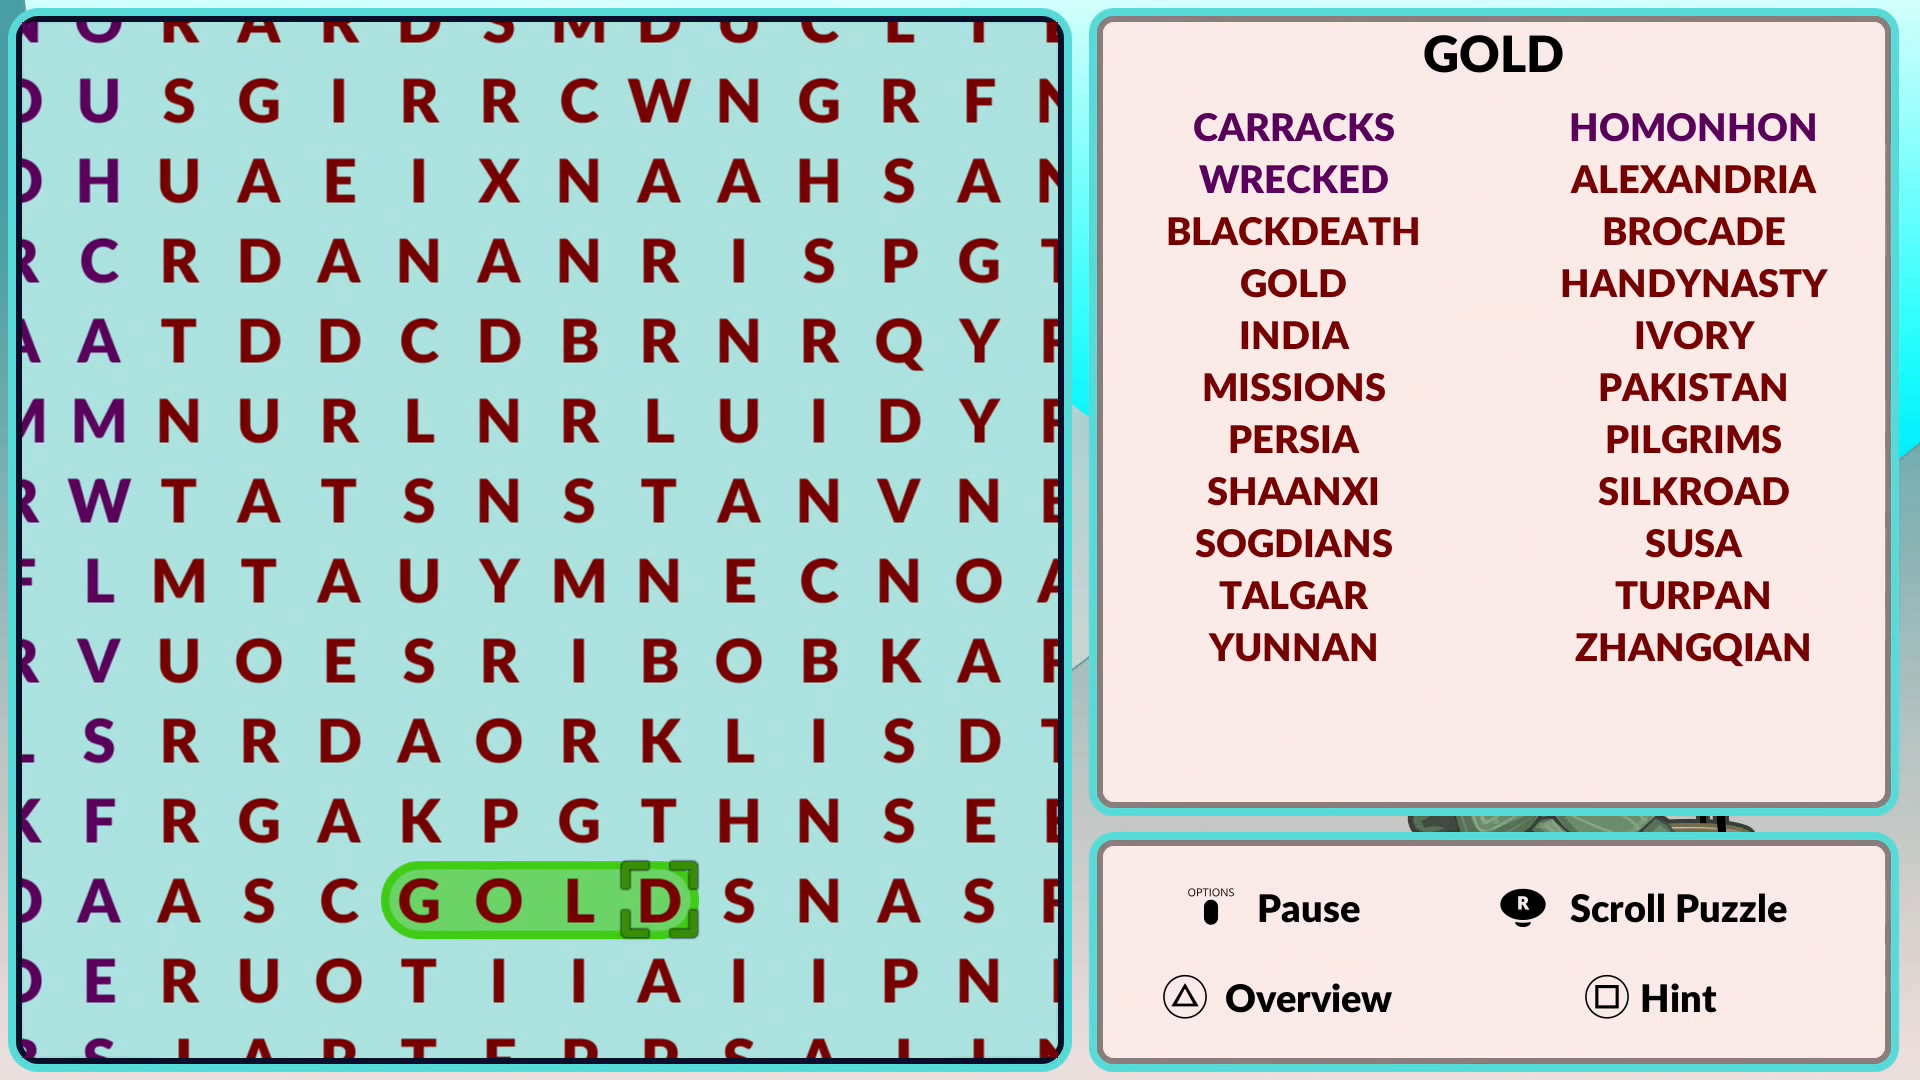 O R A R D S M D U C L
U S G I R R C W N G R F N
H U A E I X N A A H S A N
R C R D A N A N R I S P G T
A A T D D C D B R N R Q Y
M M N U R L N R L U I D Y
R W T A T S N S T A N V N
F L M T A U Y M N E C N O A
R V U O E S R I B O B K A
S R R D A O R K L I S D T
K F R G A K P G T H N S E
A A S C G O L D S N A S
E R U O T I I A I I P N
GOLD
CARRACKS HOMONHON
WRECKED ALEXANDRIA
BLACKDEATH BROCADE
GOLD HANDYNASTY
INDIA IVORY
MISSIONS PAKISTAN
PERSIA PILGRIMS
SHAANXI SILKROAD
SOGDIANS SUSA
TALGAR TURPAN
YUNNAN ZHANGQIAN
OPTIONS Pause R Scroll Puzzle
Overview Hint